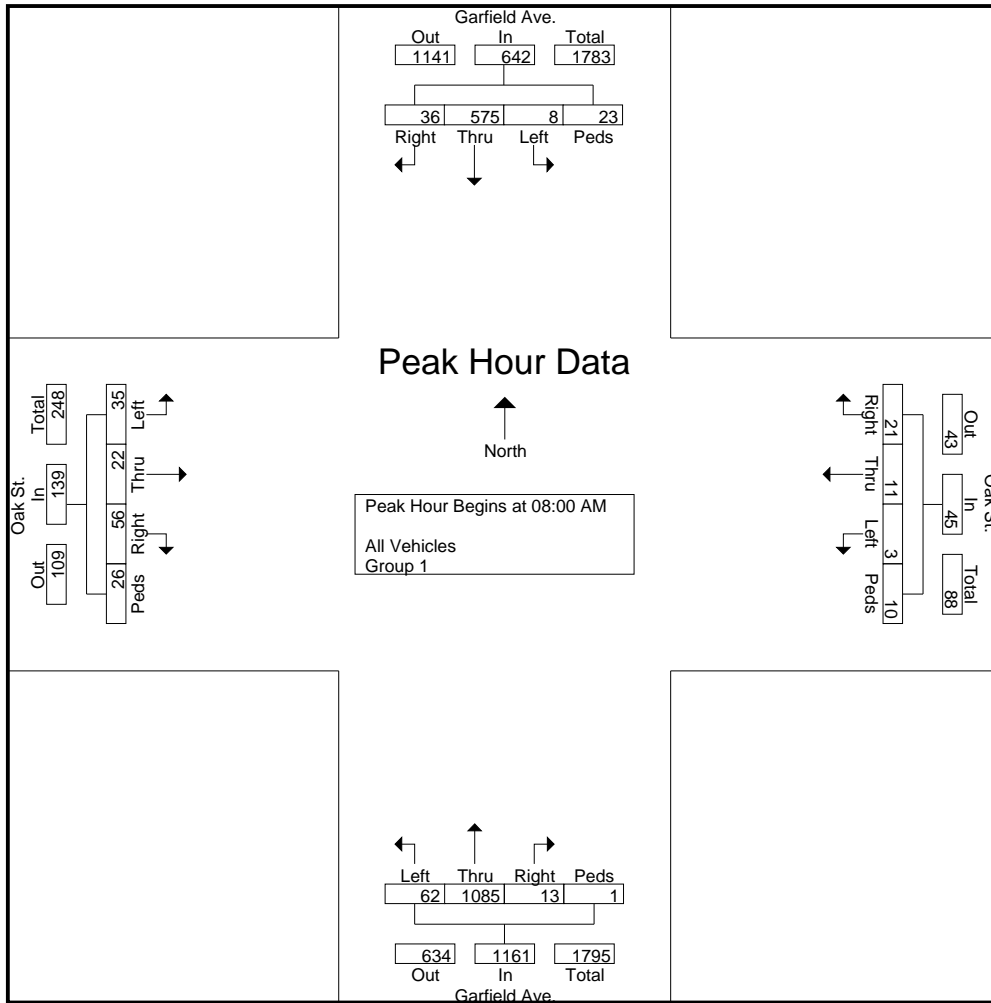 Garfield Ave.
Out In Total
1141 642 1783
36 575 8 23
Right Thru Left Peds
Peak Hour Data
North
Peak Hour Begins at 08:00 AM
All Vehicles
Group 1
Oak St.
Total In Out
248 139 109
35 22 56 26
Left Thru Right Peds
Right Thru Left Peds
21 11 3 10
43 45 88
Out In Total
Oak St.
Left Thru Right Peds
62 1085 13 1
634 1161 1795
Out In Total
Garfield Ave.